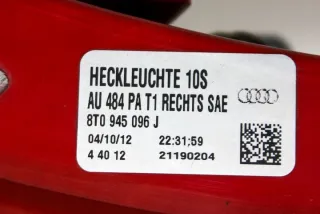 HECKLEUCHTE 10S
AU 484 PA T1 RECHTS SAE
8T0 945 096 J
04/10/12 22:31:59
4 40 12 21190204